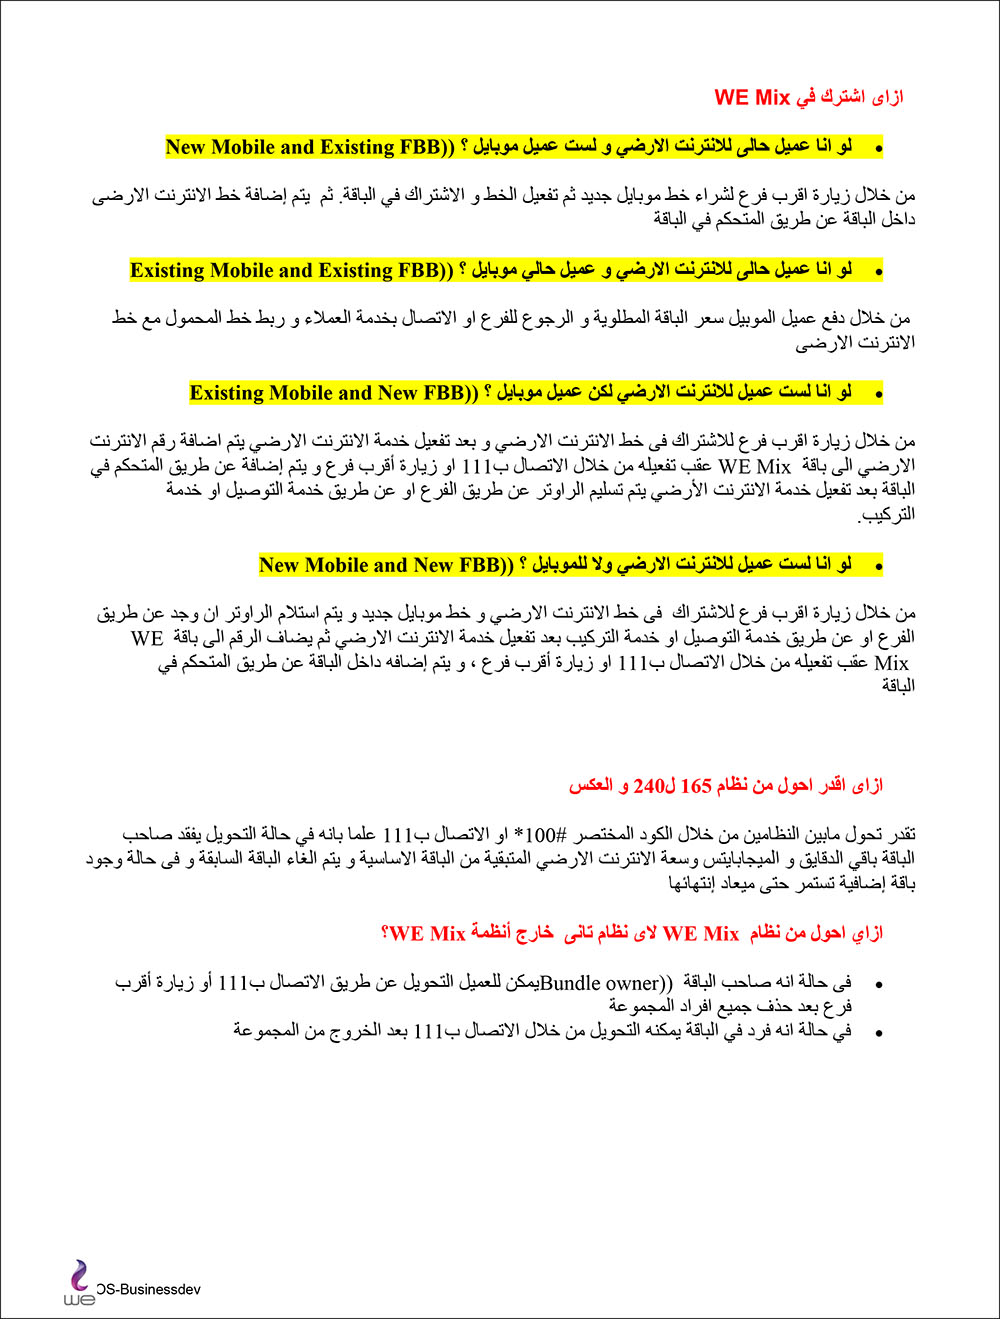 ازاى اشترك في WE Mix
• لو انا عميل حالى للانترنت الارضي و لست عميل موبايل ؟ ((New Mobile and Existing FBB
من خلال زيارة اقرب فرع لشراء خط موبايل جديد ثم تفعيل الخط و الاشتراك في الباقة. ثم يتم إضافة خط الانترنت الارضى
داخل الباقة عن طريق المتحكم في الباقة
• لو انا عميل حالى للانترنت الارضي و عميل حالي موبايل ؟ ((Existing Mobile and Existing FBB
من خلال دفع عميل الموبيل سعر الباقة المطلوية و الرجوع للفرع او الاتصال بخدمة العملاء و ربط خط المحمول مع خط
الانترنت الارضى
• لو انا لست عميل للانترنت الارضي لكن عميل موبايل ؟ ((Existing Mobile and New FBB
من خلال زيارة اقرب فرع للاشتراك فى خط الانترنت الارضي و بعد تفعيل خدمة الانترنت الارضي يتم اضافة رقم الانترنت
الارضي الى باقة WE Mix عقب تفعيله من خلال الاتصال ب111 او زيارة أقرب فرع و يتم إضافة عن طريق المتحكم في
الباقة بعد تفعيل خدمة الانترنت الأرضي يتم تسليم الراوتر عن طريق الفرع او عن طريق خدمة التوصيل او خدمة
التركيب.
• لو انا لست عميل للانترنت الارضي ولا للموبايل ؟ ((New Mobile and New FBB
من خلال زيارة اقرب فرع للاشتراك فى خط الانترنت الارضي و خط موبايل جديد و يتم استلام الراوتر ان وجد عن طريق
الفرع او عن طريق خدمة التوصيل او خدمة التركيب بعد تفعيل خدمة الانترنت الارضي ثم يضاف الرقم الى باقة WE
Mix عقب تفعيله من خلال الاتصال ب111 او زيارة أقرب فرع ، و يتم إضافه داخل الباقة عن طريق المتحكم في
الباقة
ازاى اقدر احول من نظام 165 ل240 و العكس
تقدر تحول مابين النظامين من خلال الكود المختصر #100* او الاتصال ب111 علما بانه في حالة التحويل يفقد صاحب
الباقة باقي الدقايق و الميجابايتس وسعة الانترنت الارضي المتبقية من الباقة الاساسية و يتم الغاء الباقة السابقة و فى حالة وجود
باقة إضافية تستمر حتى ميعاد إنتهائها
ازاي احول من نظام WE Mix لاى نظام تانى خارج أنظمة WE Mix؟
• فى حالة انه صاحب الباقة ((Bundle ownerيمكن للعميل التحويل عن طريق الاتصال ب111 أو زيارة أقرب
فرع بعد حذف جميع افراد المجموعة
• في حالة انه فرد في الباقة يمكنه التحويل من خلال الاتصال ب111 بعد الخروج من المجموعة
we
OS-Businessdev